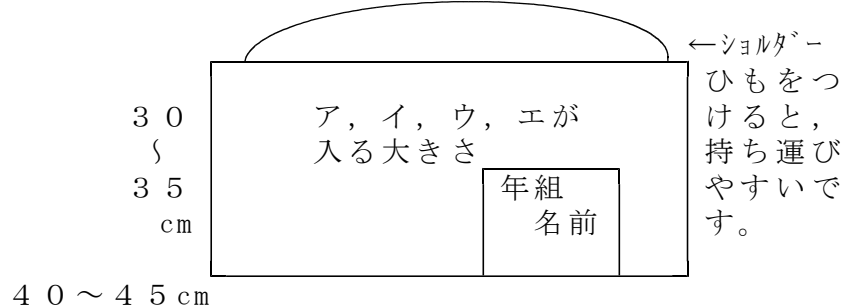 ←ショルダー
ひもをつ
けると，
持ち運び
やすいで
す。
３０
〜
３５
cm
ア，イ，ウ，エが
入る大きさ
年組
名前
４０～４５cm